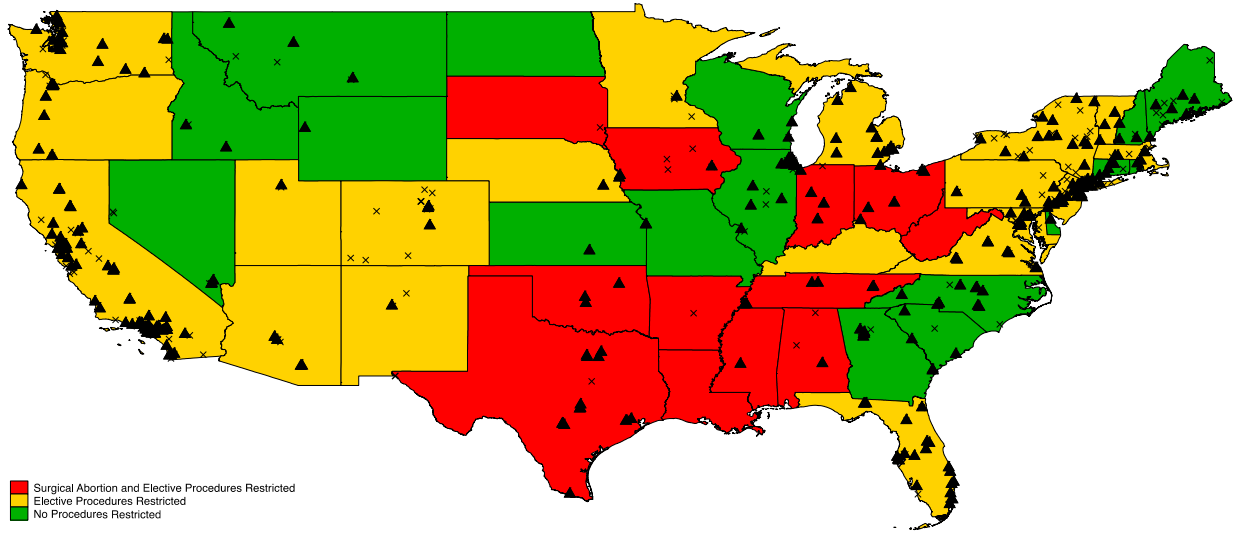 Surgical Abortion and Elective Procedures Restricted
Elective Procedures Restricted
No Procedures Restricted